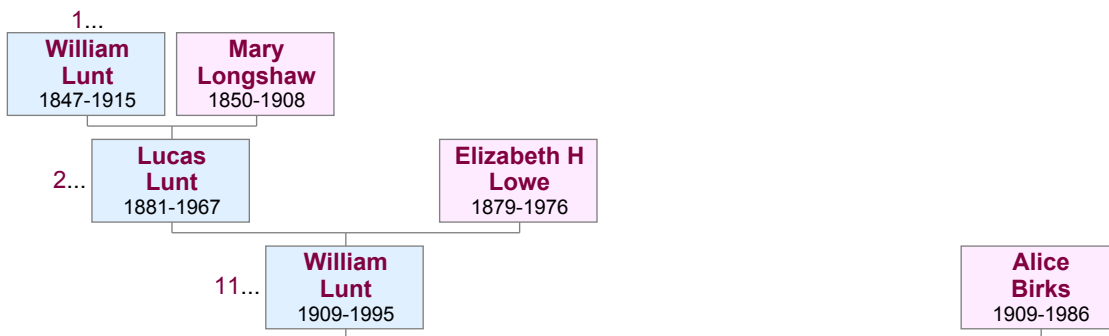 1...
William
Lunt
1847-1915
Mary
Longshaw
1850-1908
2...
Lucas
Lunt
1881-1967
Elizabeth H
Lowe
1879-1976
11...
William
Lunt
1909-1995
Alice
Birks
1909-1986